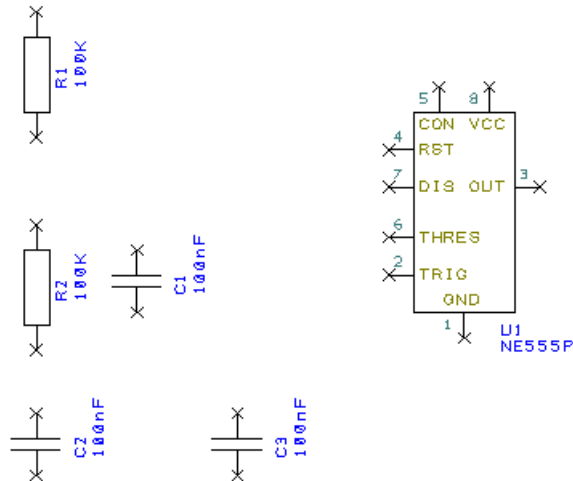 R1
100K
5 8
CON VCC
4
RST
7
DIS OUT
3
6
THRES
2
TRIG
GND
1
U1
NE555P
R2
100K
C1
100nF
C2
100nF
C3
100nF